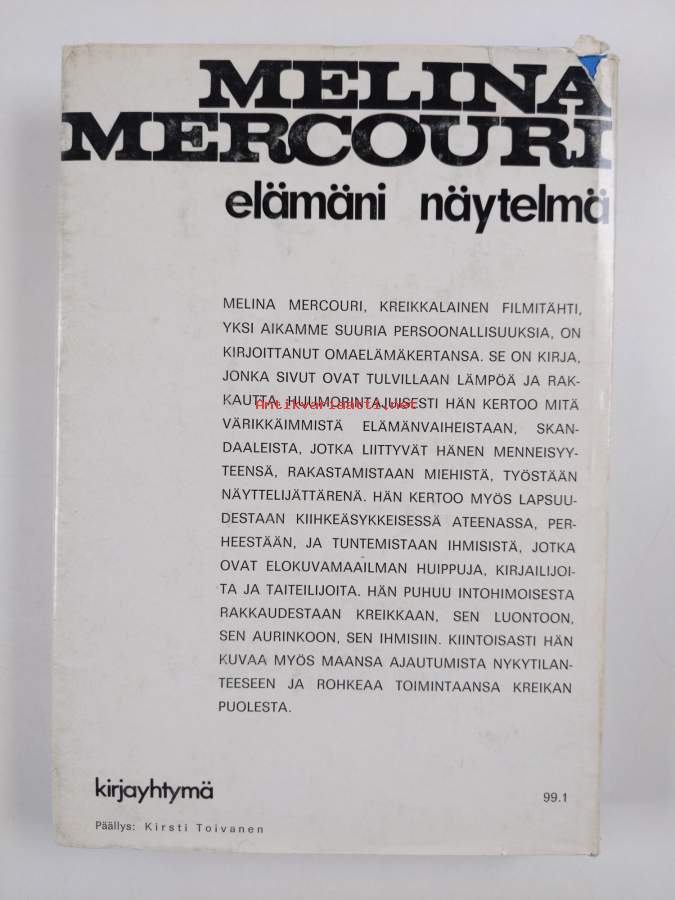 MELINA
MERCOURI
elämäni näytelmä
MELINA MERCOURI, KREIKKALAINEN FILMITÄHTI,
YKSI AIKAMME SUURIA PERSOONALLISUUKSIA, ON
KIRJOITTANUT OMAELÄMÄKERTANSA. SE ON KIRJA,
JONKA SIVUT OVAT TULVILLAAN LÄMPÖÄ JA RAK-
KAUTTA. HUUMORINTAJUISESTI HÄN KERTOO MITÄ
Antikvariaatti.net
VÄRIKKÄIMMISTÄ ELÄMÄNVAIHEISTAAN, SKAN-
DAALEISTA, JOTKA LIITTYVÄT HÄNEN MENNEISYY-
TEENSÄ, RAKASTAMISTAAN MIEHISTÄ, TYÖSTÄÄN
NÄYTTELIJÄTTÄRENÄ. HÄN KERTOO MYÖS LAPSUU-
DESTAAN KIIHKEÄSYKKEISESSÄ ATEENASSA, PER-
HEESTÄÄN, JA TUNTEMISTAAN IHMISISTÄ, JOTKA
OVAT ELOKUVAMAAILMAN HUIPPUJA, KIRJAILIJOI-
TA JA TAITEILIJOITA. HÄN PUHUU INTOHIMOISESTA
RAKKAUDESTAAN KREIKKAAN, SEN LUONTOON,
SEN AURINKOON, SEN IHMISIIN. KIINTOISASTI HÄN
KUVAA MYÖS MAANSA AJAUTUMISTA NYKYTILAN-
TEESEEN JA ROHKEAA TOIMINTAANSA KREIKAN
PUOLESTA.
kirjayhtymä
99.1
Päällys: Kirsti Toivanen